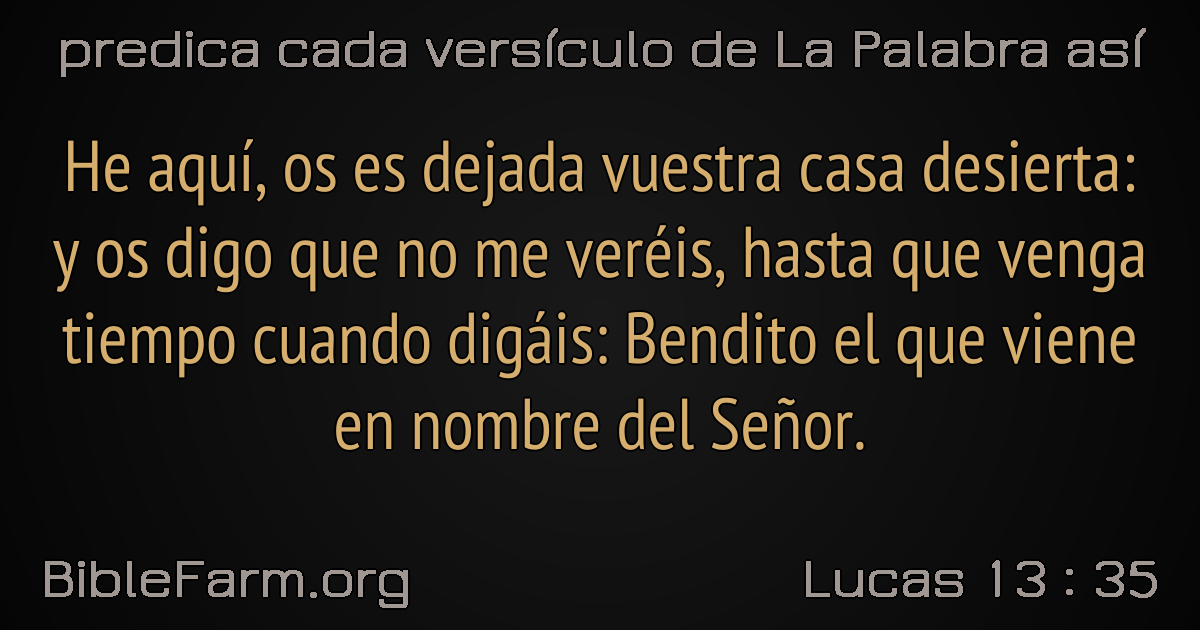 predica cada versículo de La Palabra así
He aquí, os es dejada vuestra casa desierta:
y os digo que no me veréis, hasta que venga
tiempo cuando digáis: Bendito el que viene
en nombre del Señor.
BibleFarm.org
Lucas 13 : 35